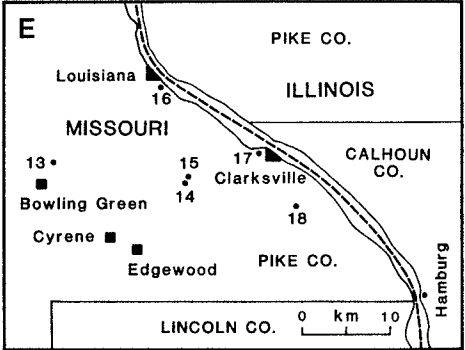 E
PIKE CO.
Louisiana
ILLINOIS
16
MISSOURI
13
15
17
CALHOUN
CO.
14
Clarksville
Bowling Green
18
Cyrene
Edgewood
PIKE CO.
Hamburg
0 km 10
LINCOLN CO.